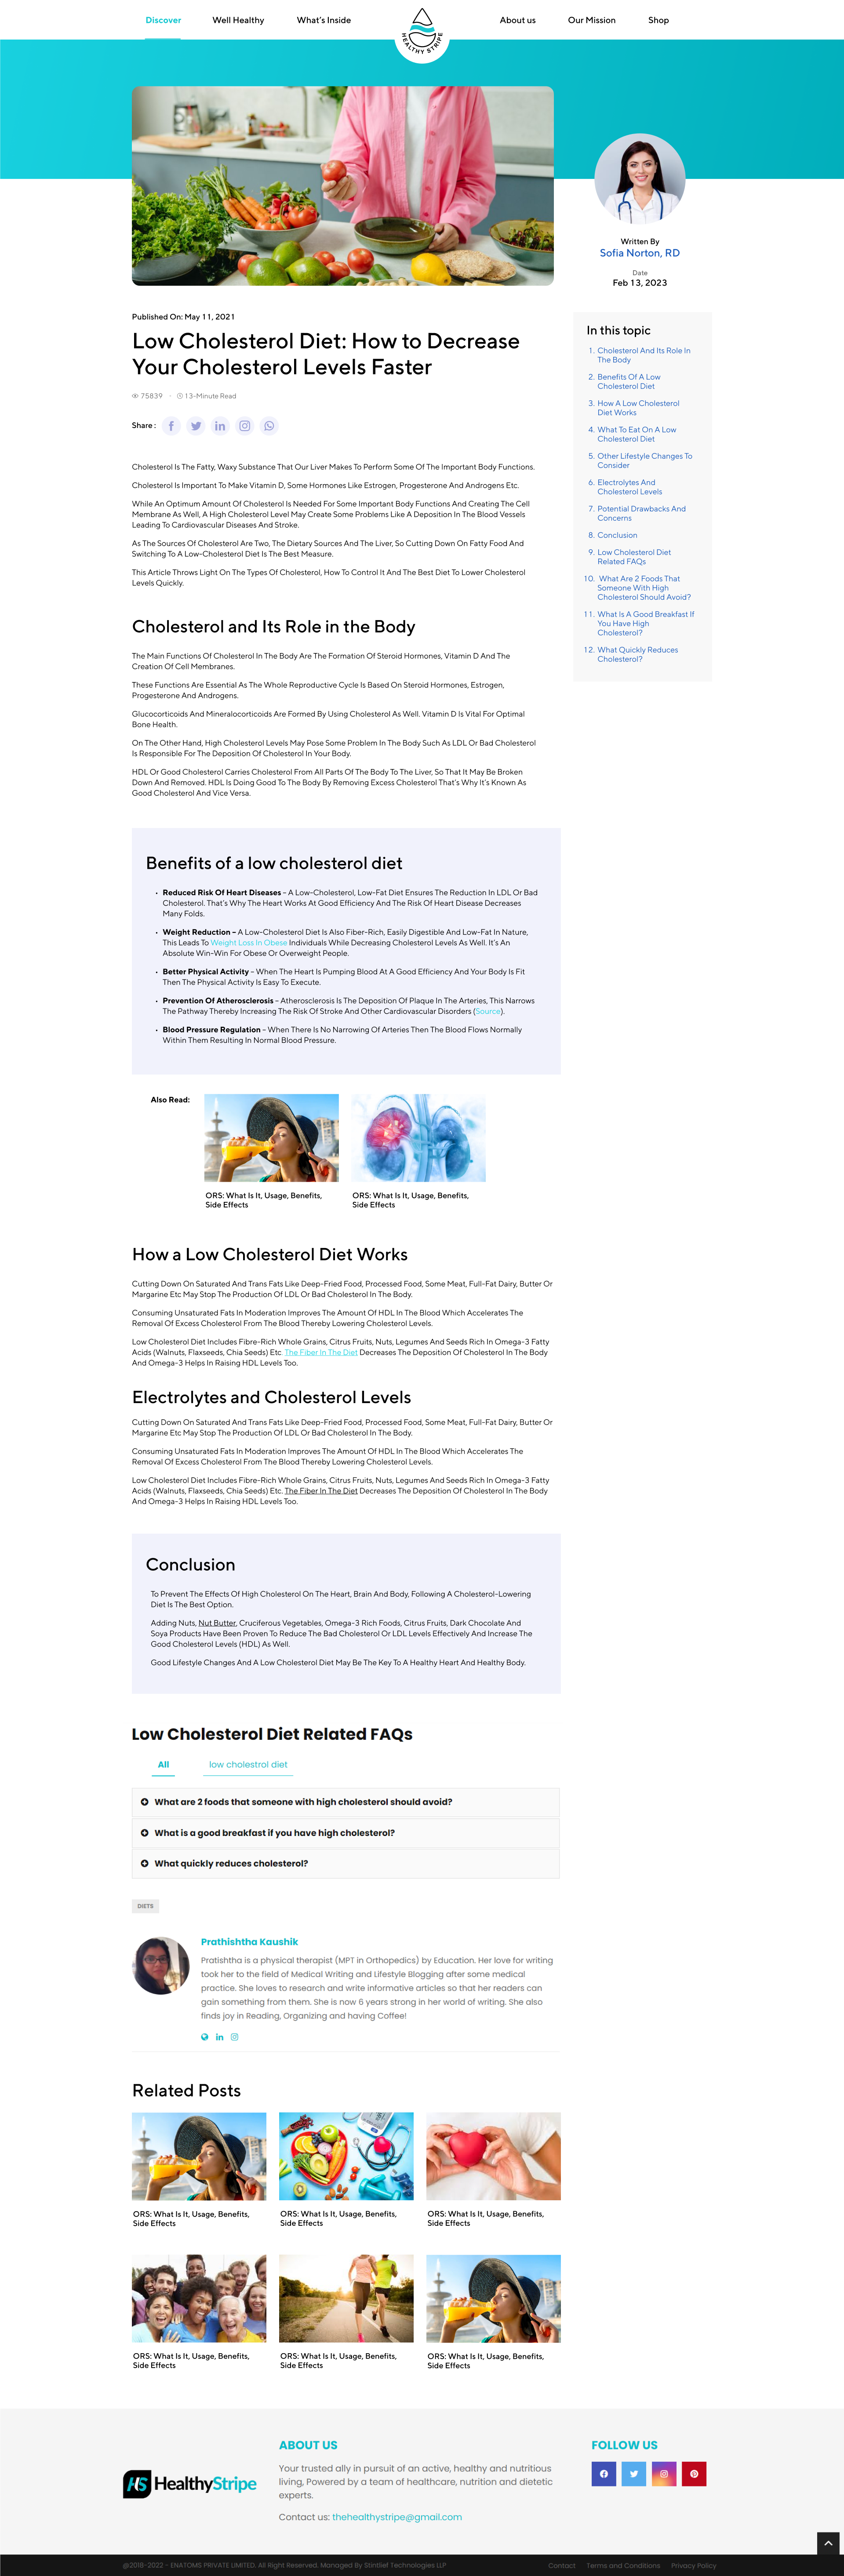 Discover
Well Healthy
What's Inside
HEALTHY STRIPE
About us
Our Mission
Shop
Written By
Sofia Norton, RD
Date
Feb 13, 2023
Published On: May 11, 2021
Low Cholesterol Diet: How to Decrease
Your Cholesterol Levels Faster
75839 · 13-Minute Read
Share :
Cholesterol Is The Fatty, Waxy Substance That Our Liver Makes To Perform Some Of The Important Body Functions.
Cholesterol Is Important To Make Vitamin D, Some Hormones Like Estrogen, Progesterone And Androgens Etc.
While An Optimum Amount Of Cholesterol Is Needed For Some Important Body Functions And Creating The Cell
Membrane As Well, A High Cholesterol Level May Create Some Problems Like A Deposition In The Blood Vessels
Leading To Cardiovascular Diseases And Stroke.
As The Sources Of Cholesterol Are Two, The Dietary Sources And The Liver, So Cutting Down On Fatty Food And
Switching To A Low-Cholesterol Diet Is The Best Measure.
This Article Throws Light On The Types Of Cholesterol, How To Control It And The Best Diet To Lower Cholesterol
Levels Quickly.
In this topic
1. Cholesterol And Its Role In
The Body
2. Benefits Of A Low
Cholesterol Diet
3. How A Low Cholesterol
Diet Works
4. What To Eat On A Low
Cholesterol Diet
5. Other Lifestyle Changes To
Consider
6. Electrolytes And
Cholesterol Levels
7. Potential Drawbacks And
Concerns
8. Conclusion
9. Low Cholesterol Diet
Related FAQs
10. What Are 2 Foods That
Someone With High
Cholesterol Should Avoid?
11. What Is A Good Breakfast If
You Have High
Cholesterol?
12. What Quickly Reduces
Cholesterol?
Cholesterol and Its Role in the Body
The Main Functions Of Cholesterol In The Body Are The Formation Of Steroid Hormones, Vitamin D And The
Creation Of Cell Membranes.
These Functions Are Essential As The Whole Reproductive Cycle Is Based On Steroid Hormones, Estrogen,
Progesterone And Androgens.
Glucocorticoids And Mineralocorticoids Are Formed By Using Cholesterol As Well. Vitamin D Is Vital For Optimal
Bone Health.
On The Other Hand, High Cholesterol Levels May Pose Some Problem In The Body Such As LDL Or Bad Cholesterol
Is Responsible For The Deposition Of Cholesterol In Your Body.
HDL Or Good Cholesterol Carries Cholesterol From All Parts Of The Body To The Liver, So That It May Be Broken
Down And Removed. HDL Is Doing Good To The Body By Removing Excess Cholesterol That's Why It's Known As
Good Cholesterol And Vice Versa.
Benefits of a low cholesterol diet
• Reduced Risk Of Heart Diseases – A Low-Cholesterol, Low-Fat Diet Ensures The Reduction In LDL Or Bad
Cholesterol. That's Why The Heart Works At Good Efficiency And The Risk Of Heart Disease Decreases
Many Folds.
• Weight Reduction – A Low-Cholesterol Diet Is Also Fiber-Rich, Easily Digestible And Low-Fat In Nature,
This Leads To Weight Loss In Obese Individuals While Decreasing Cholesterol Levels As Well. It's An
Absolute Win-Win For Obese Or Overweight People.
• Better Physical Activity – When The Heart Is Pumping Blood At A Good Efficiency And Your Body Is Fit
Then The Physical Activity Is Easy To Execute.
• Prevention Of Atherosclerosis – Atherosclerosis Is The Deposition Of Plaque In The Arteries, This Narrows
The Pathway Thereby Increasing The Risk Of Stroke And Other Cardiovascular Disorders (Source).
• Blood Pressure Regulation – When There Is No Narrowing Of Arteries Then The Blood Flows Normally
Within Them Resulting In Normal Blood Pressure.
Also Read:
ORS: What Is It, Usage, Benefits,
Side Effects
ORS: What Is It, Usage, Benefits,
Side Effects
How a Low Cholesterol Diet Works
Cutting Down On Saturated And Trans Fats Like Deep-Fried Food, Processed Food, Some Meat, Full-Fat Dairy, Butter Or
Margarine Etc May Stop The Production Of LDL Or Bad Cholesterol In The Body.
Consuming Unsaturated Fats In Moderation Improves The Amount Of HDL In The Blood Which Accelerates The
Removal Of Excess Cholesterol From The Blood Thereby Lowering Cholesterol Levels.
Low Cholesterol Diet Includes Fibre-Rich Whole Grains, Citrus Fruits, Nuts, Legumes And Seeds Rich In Omega-3 Fatty
Acids (Walnuts, Flaxseeds, Chia Seeds) Etc. The Fiber In The Diet Decreases The Deposition Of Cholesterol In The Body
And Omega-3 Helps In Raising HDL Levels Too.
Electrolytes and Cholesterol Levels
Cutting Down On Saturated And Trans Fats Like Deep-Fried Food, Processed Food, Some Meat, Full-Fat Dairy, Butter Or
Margarine Etc May Stop The Production Of LDL Or Bad Cholesterol In The Body.
Consuming Unsaturated Fats In Moderation Improves The Amount Of HDL In The Blood Which Accelerates The
Removal Of Excess Cholesterol From The Blood Thereby Lowering Cholesterol Levels.
Low Cholesterol Diet Includes Fibre-Rich Whole Grains, Citrus Fruits, Nuts, Legumes And Seeds Rich In Omega-3 Fatty
Acids (Walnuts, Flaxseeds, Chia Seeds) Etc. The Fiber In The Diet Decreases The Deposition Of Cholesterol In The Body
And Omega-3 Helps In Raising HDL Levels Too.
Conclusion
To Prevent The Effects Of High Cholesterol On The Heart, Brain And Body, Following A Cholesterol-Lowering
Diet Is The Best Option.
Adding Nuts, Nut Butter, Cruciferous Vegetables, Omega-3 Rich Foods, Citrus Fruits, Dark Chocolate And
Soya Products Have Been Proven To Reduce The Bad Cholesterol Or LDL Levels Effectively And Increase The
Good Cholesterol Levels (HDL) As Well.
Good Lifestyle Changes And A Low Cholesterol Diet May Be The Key To A Healthy Heart And Healthy Body.
Low Cholesterol Diet Related FAQs
All
low cholestrol diet
What are 2 foods that someone with high cholesterol should avoid?
What is a good breakfast if you have high cholesterol?
What quickly reduces cholesterol?
DIETS
Prathishtha Kaushik
Pratishtha is a physical therapist (MPT in Orthopedics) by Education. Her love for writing
took her to the field of Medical Writing and Lifestyle Blogging after some medical
practice. She loves to research and write informative articles so that her readers can
gain something from them. She is now 6 years strong in her world of writing. She also
finds joy in Reading, Organizing and having Coffee!
Related Posts
ORS: What Is It, Usage, Benefits,
Side Effects
ORS: What Is It, Usage, Benefits,
Side Effects
ORS: What Is It, Usage, Benefits,
Side Effects
ORS: What Is It, Usage, Benefits,
Side Effects
ORS: What Is It, Usage, Benefits,
Side Effects
ORS: What Is It, Usage, Benefits,
Side Effects
HS HealthyStripe
ABOUT US
Your trusted ally in pursuit of an active, healthy and nutritious
living, Powered by a team of healthcare, nutrition and dietetic
experts.
Contact us: thehealthystripe@gmail.com
FOLLOW US
@2018-2022 - ENATOMS PRIVATE LIMITED. All Right Reserved. Managed By Stintlief Technologies LLP
Contact
Terms and Conditions
Privacy Policy